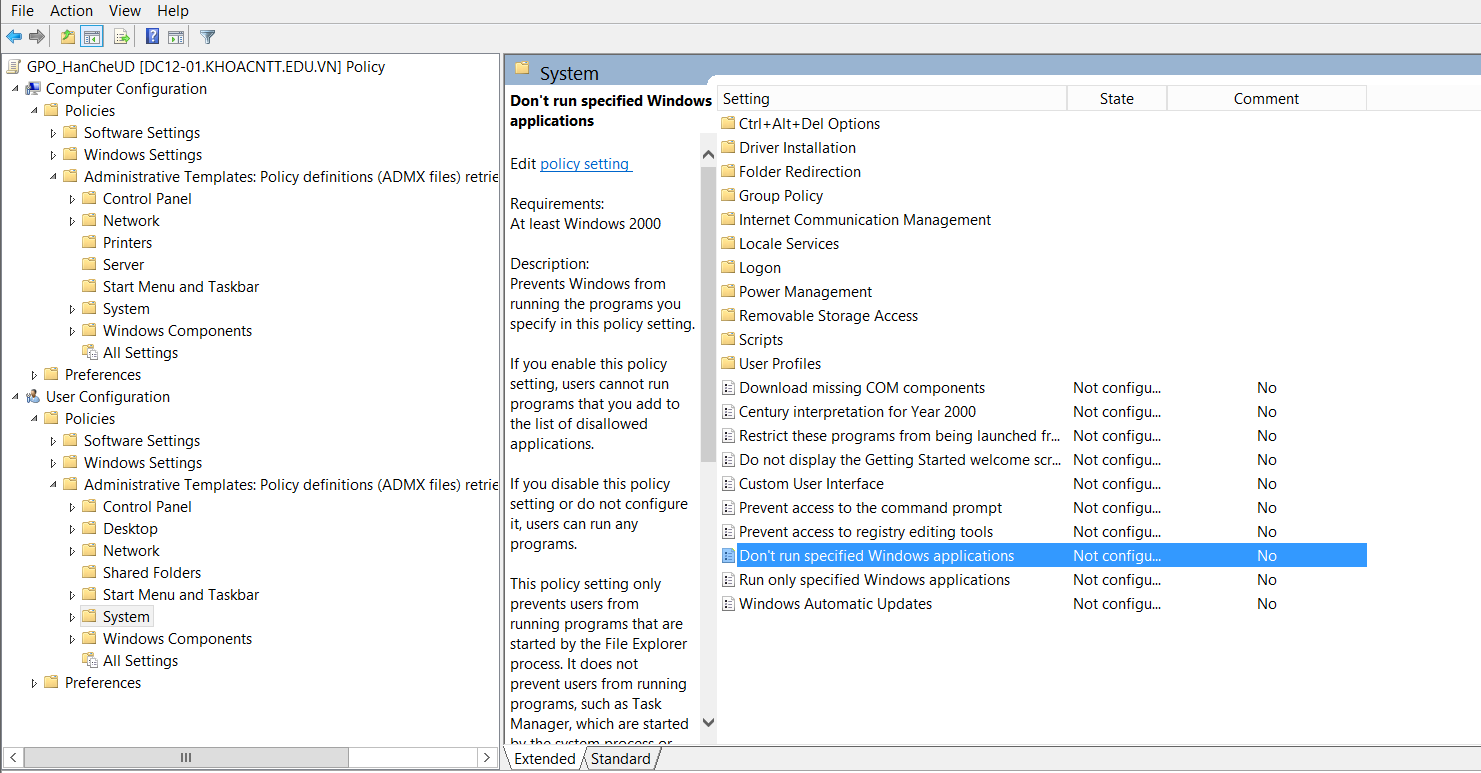 File Action View Help
GPO_HanCheUD [DC12-01.KHOACNTT.EDU.VN] Policy
Computer Configuration
Policies
Software Settings
Windows Settings
Administrative Templates: Policy definitions (ADMX files) retrie
Control Panel
Network
Printers
Server
Start Menu and Taskbar
System
Windows Components
All Settings
Preferences
User Configuration
Policies
Software Settings
Windows Settings
Administrative Templates: Policy definitions (ADMX files) retrie
Control Panel
Desktop
Network
Shared Folders
Start Menu and Taskbar
System
Windows Components
All Settings
Preferences
System
Don't run specified Windows
applications
Edit policy setting
Requirements:
At least Windows 2000
Description:
Prevents Windows from
running the programs you
specify in this policy setting.
If you enable this policy
setting, users cannot run
programs that you add to
the list of disallowed
applications.
If you disable this policy
setting or do not configure
it, users can run any
programs.
This policy setting only
prevents users from
running programs that are
started by the File Explorer
process. It does not
prevent users from running
programs, such as Task
Manager, which are started
by the system process or
Setting State Comment
Ctrl+Alt+Del Options
Driver Installation
Folder Redirection
Group Policy
Internet Communication Management
Locale Services
Logon
Power Management
Removable Storage Access
Scripts
User Profiles
Download missing COM components Not configu... No
Century interpretation for Year 2000 Not configu... No
Restrict these programs from being launched fr... Not configu... No
Do not display the Getting Started welcome scr... Not configu... No
Custom User Interface Not configu... No
Prevent access to the command prompt Not configu... No
Prevent access to registry editing tools Not configu... No
Don't run specified Windows applications Not configu... No
Run only specified Windows applications Not configu... No
Windows Automatic Updates Not configu... No
Extended Standard